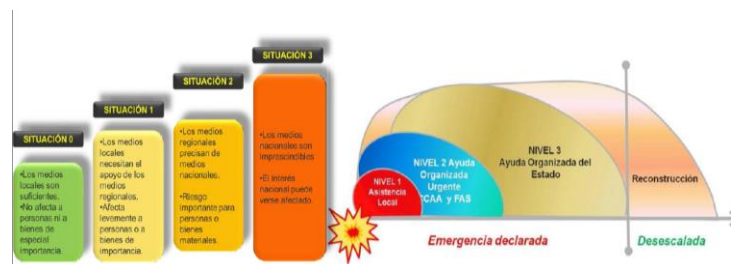 SITUACIÓN 0
•Los medios
locales son
suficientes.
•No afecta a
personas ni a
bienes de
especial
importancia.
SITUACIÓN 1
•Los medios
locales
necesitan el
apoyo de los
medios
regionales.
•Afecta
levemente a
personas o a
bienes de
importancia.
SITUACIÓN 2
•Los medios
regionales
precisan de
medios
nacionales.
•Riesgo
importante para
personas o
bienes
materiales.
SITUACIÓN 3
•Los medios
nacionales son
imprescindibles
•El interés
nacional puede
verse afectado.
NIVEL 1
Asistencia
Local
NIVEL 2 Ayuda
Organizada
Urgente
CCAA y FAS
NIVEL 3
Ayuda Organizada del
Estado
Reconstrucción
Emergencia declarada
Desescalada